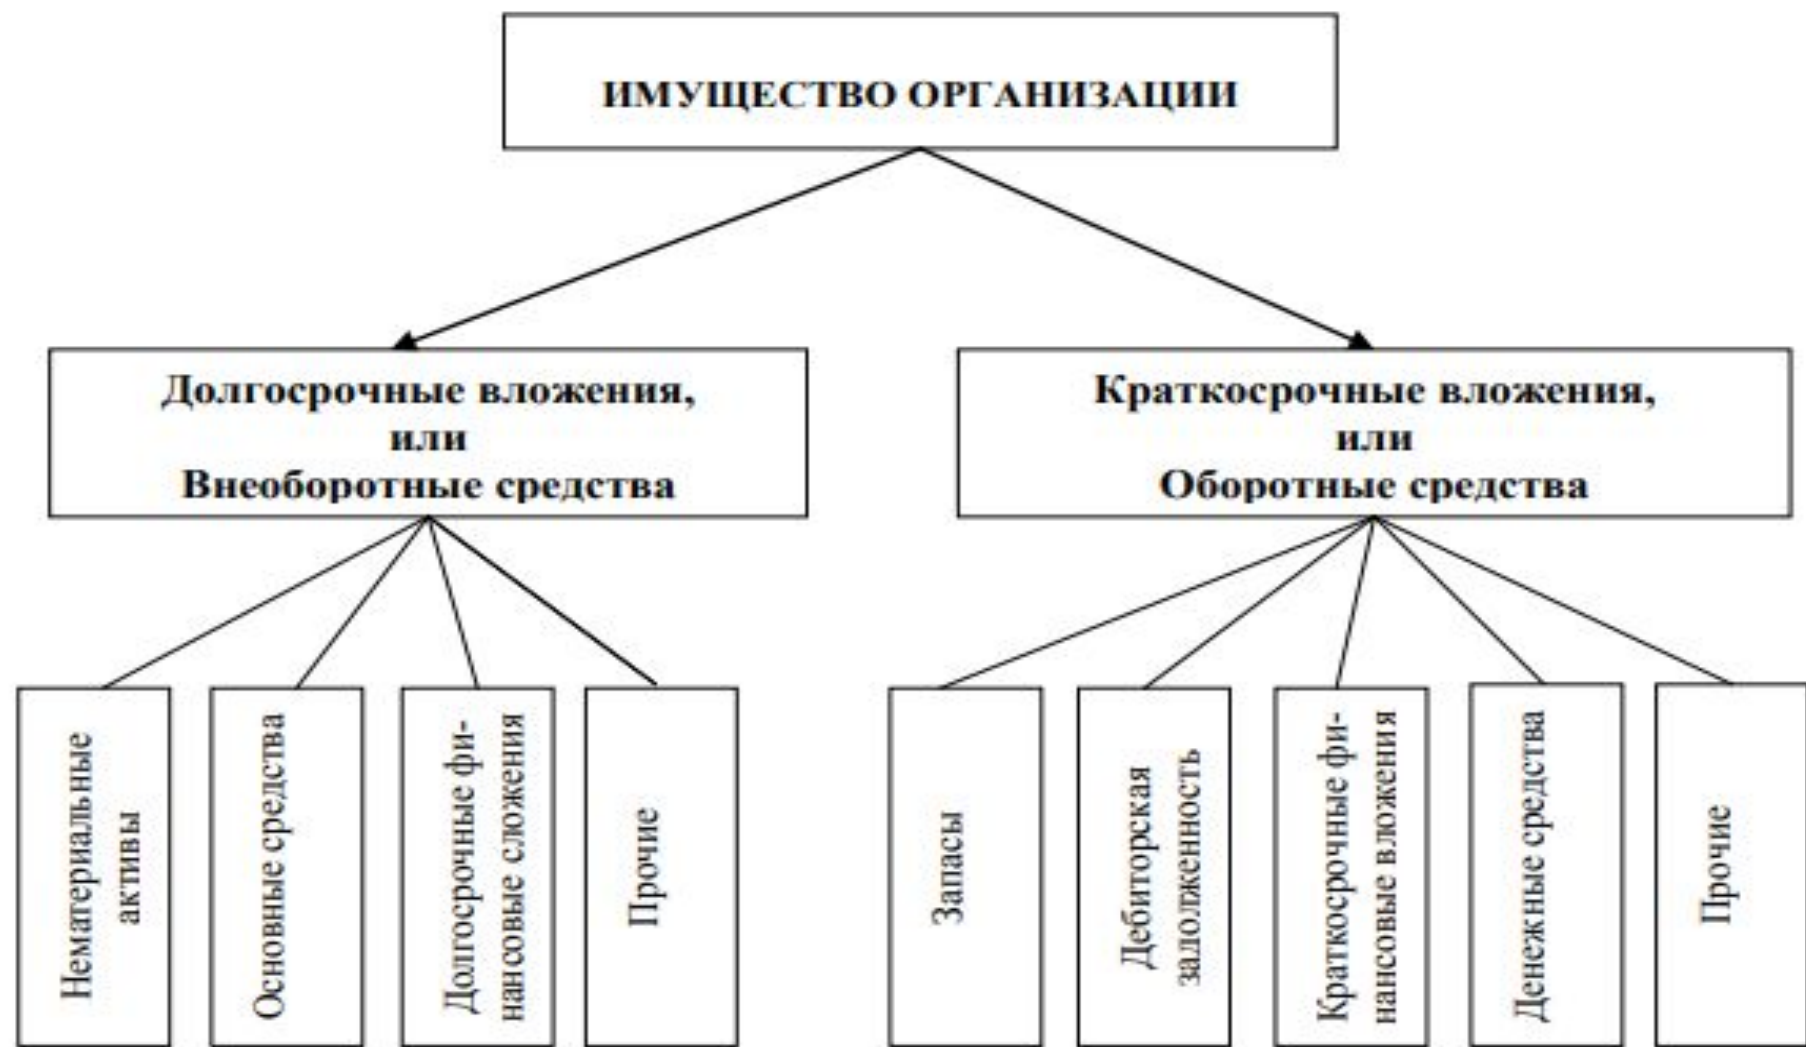 ИМУЩЕСТВО ОРГАНИЗАЦИИ
Долгосрочные вложения,
или
Внеоборотные средства
Краткосрочные вложения,
или
Оборотные средства
Нематериальные
активы
Основные средства
Долгосрочные фи-
нансовые сложения
Прочие
Запасы
Дебиторская
задолженность
Краткосрочные фи-
нансовые вложения
Денежные средства
Прочие